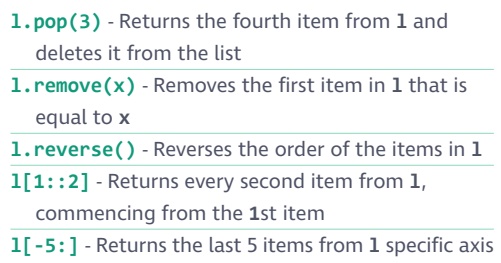 l.pop(3) - Returns the fourth item from l and
deletes it from the list
l.remove(x) - Removes the first item in l that is
equal to x
l.reverse() - Reverses the order of the items in l
l[1::2] - Returns every second item from l,
commencing from the 1st item
l[-5:] - Returns the last 5 items from l specific axis